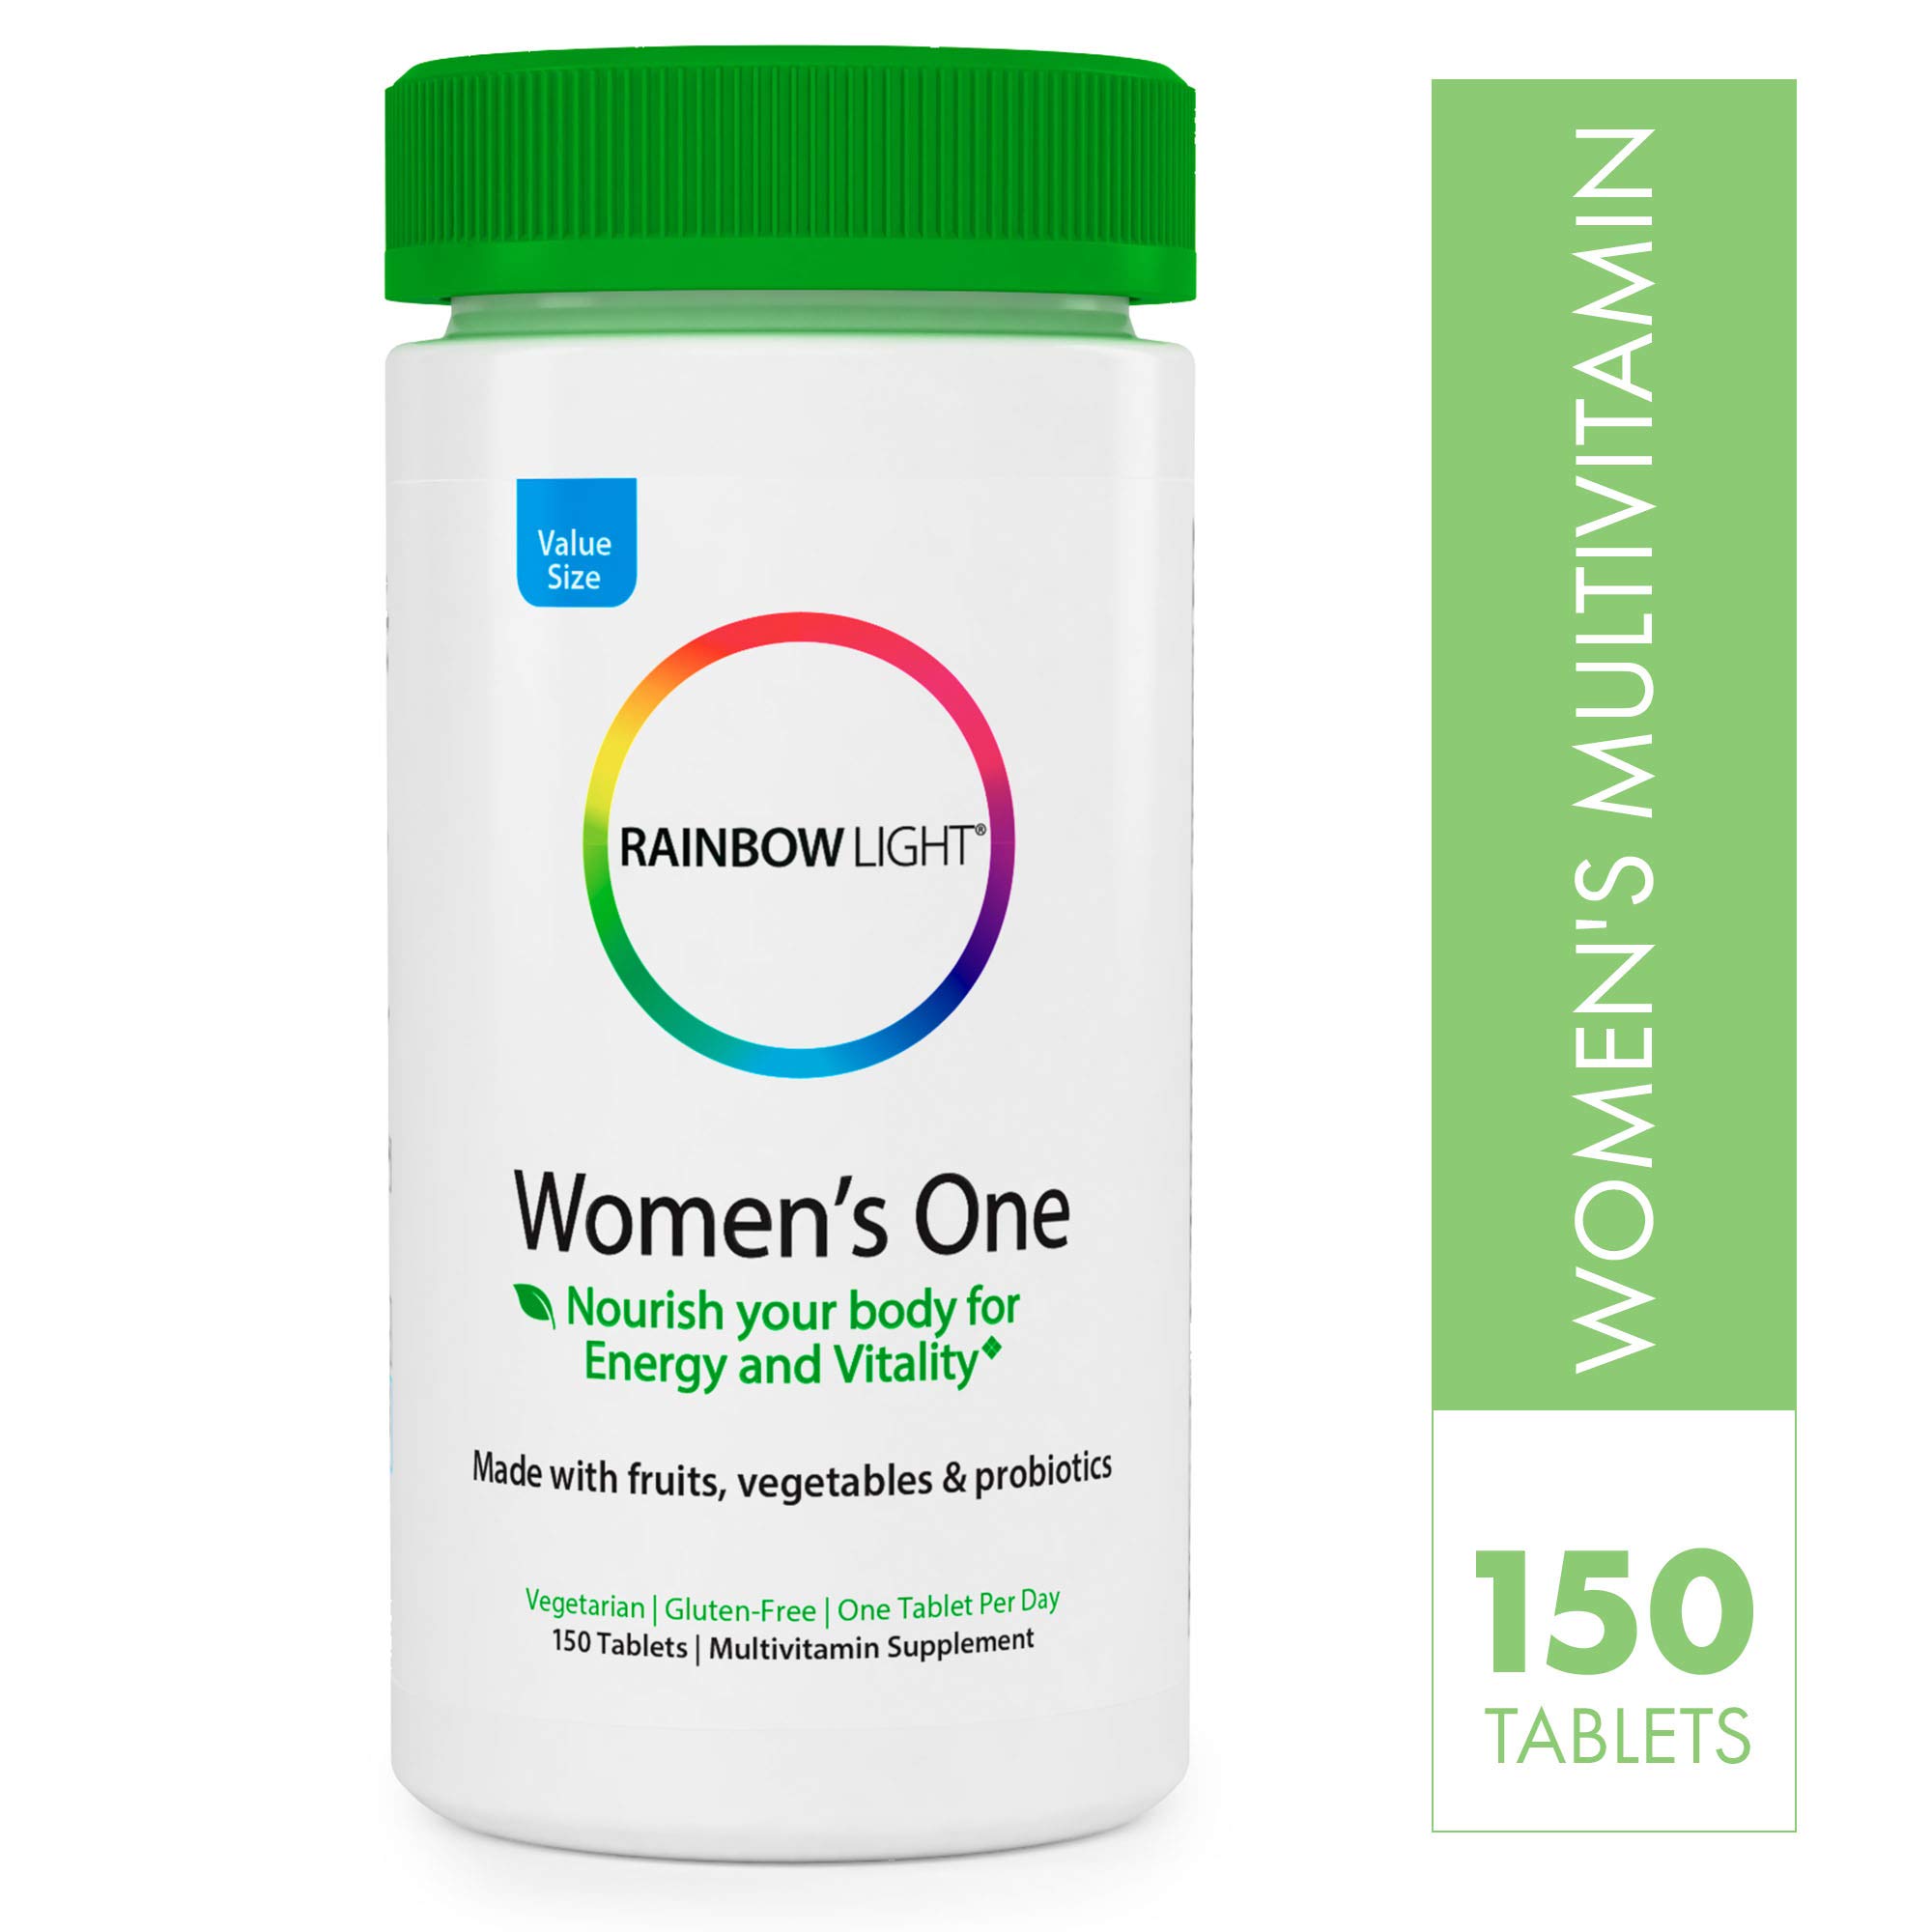 Value
Size
RAINBOW LIGHT®
Women's One
Nourish your body for
Energy and Vitality❖
Made with fruits, vegetables & probiotics
Vegetarian | Gluten-Free | One Tablet Per Day
150 Tablets | Multivitamin Supplement
WOMEN'S MULTIVITAMIN
150
TABLETS